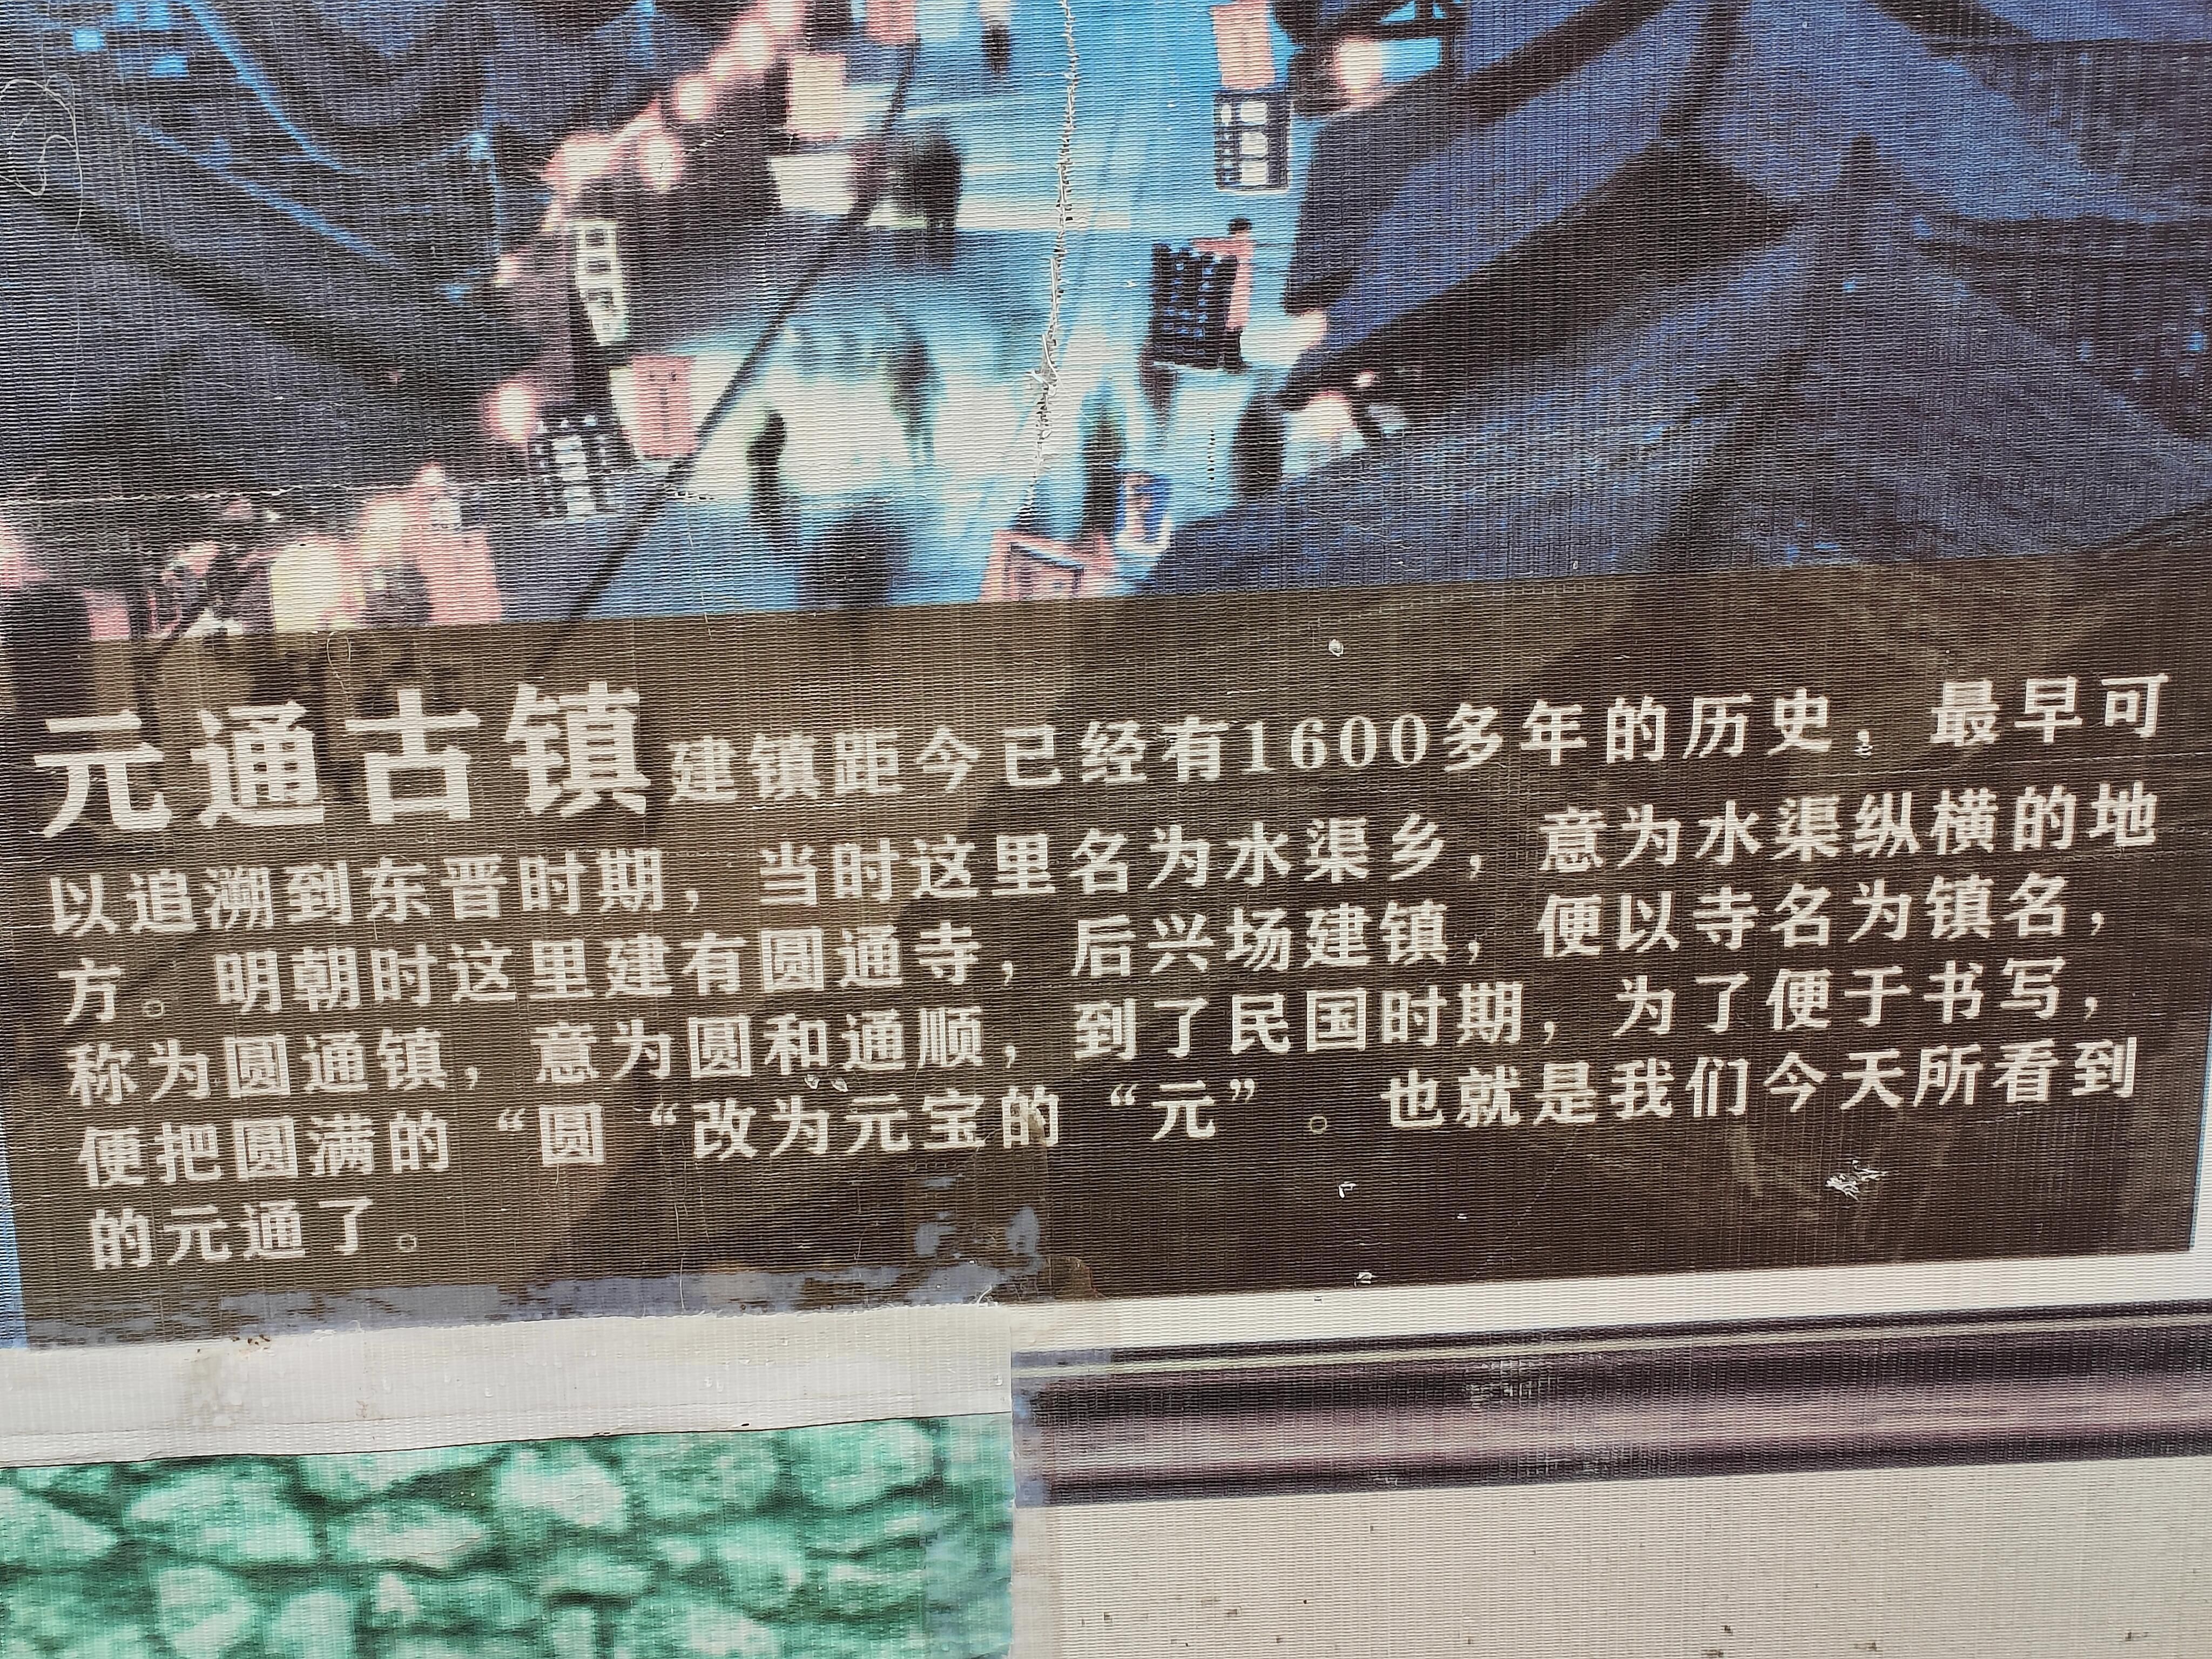 元通古镇建镇距今已经有1600多年的历史。最早可
以追溯到东晋时期，当时这里名为水渠乡，意为水渠纵横的地
方。明朝时这里建有圆通寺，后兴场建镇，便以寺名为镇名，
称为圆通镇，意为圆和通顺，到了民国时期，为了便于书写，
便把圆满的“圆“改为元宝的“元”。也就是我们今天所看到
的元通了。